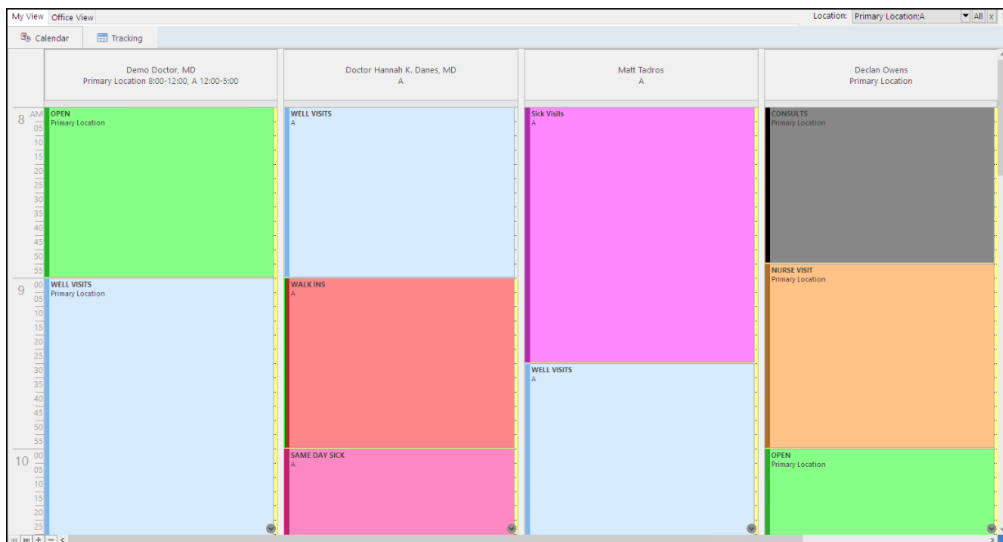 My View Office View Location: Primary Location;A All x
Calendar Tracking
Demo Doctor, MD
Primary Location 8:00-12:00, A 12:00-5:00
Doctor Hannah K. Danes, MD
A
Matt Tadros
A
Declan Owens
Primary Location
8 AM
05
10
15
20
25
30
35
40
45
50
55
9 00
05
10
15
20
25
30
35
40
45
50
55
10 00
05
10
15
20
25
OPEN
Primary Location
WELL VISITS
Primary Location
WELL VISITS
A
WALK INS
A
SAME DAY SICK
A
Sick Visits
A
WELL VISITS
A
CONSULTS
Primary Location
NURSE VISIT
Primary Location
OPEN
Primary Location